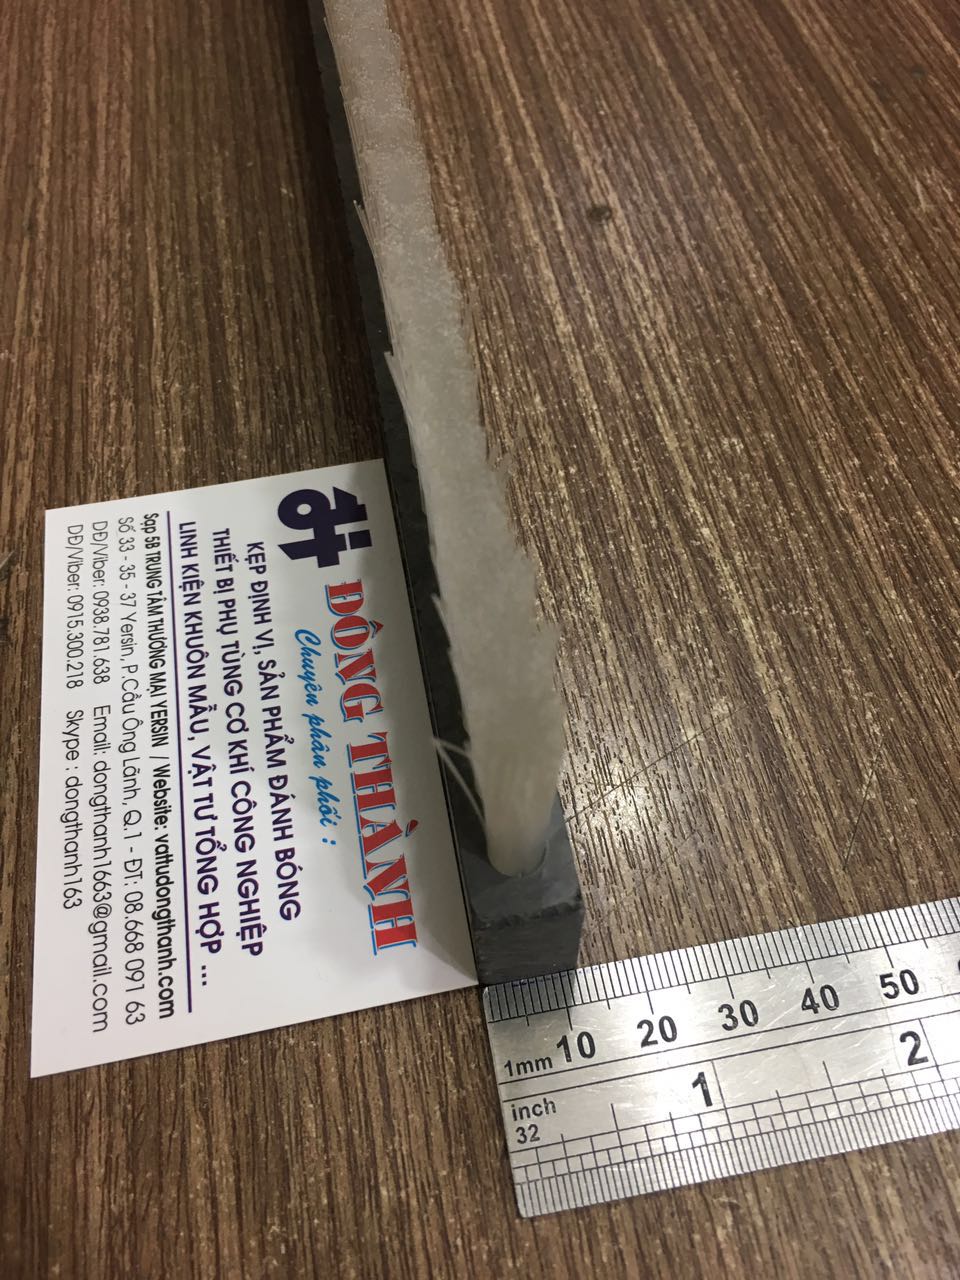 đt
ĐÔNG THÀNH
Chuyên phân phối :
KẸP ĐỊNH VỊ, SẢN PHẨM ĐÁNH BÓNG
THIẾT BỊ PHỤ TÙNG CƠ KHÍ CÔNG NGHIỆP
LINH KIỆN KHUÔN MẪU, VẬT TƯ TỔNG HỢP ...
Sạp 5B TRUNG TÂM THƯƠNG MẠI YERSIN / Website: vattudongthanh.com
Số 33 - 35 - 37 Yersin, P.Cầu Ông Lãnh, Q.1 - ĐT: 08.668 091 63
DĐ/Viber: 0938.781.638 Email: dongthanh1663@gmail.com
DĐ/Viber: 0915.300.218 Skype : dongthanh163
1mm 10 20 30 40 50
inch 1 2
32